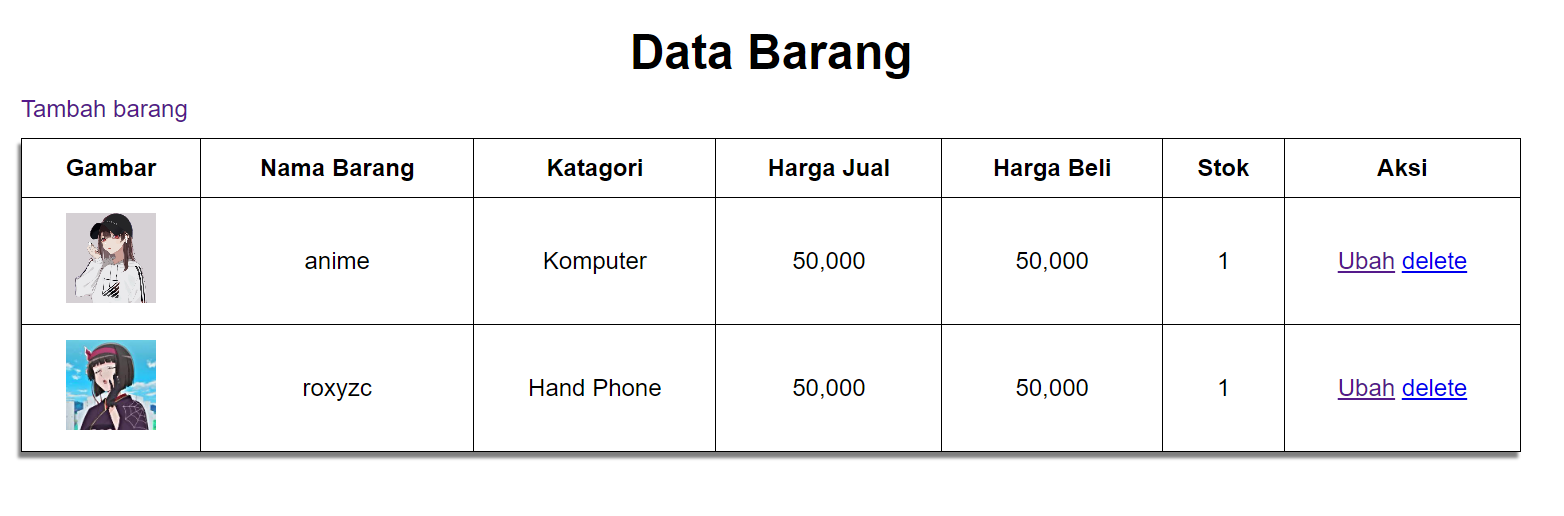 Data Barang
Tambah barang
Gambar Nama Barang Katagori Harga Jual Harga Beli Stok Aksi
anime Komputer 50,000 50,000 1 Ubah delete
roxyzc Hand Phone 50,000 50,000 1 Ubah delete